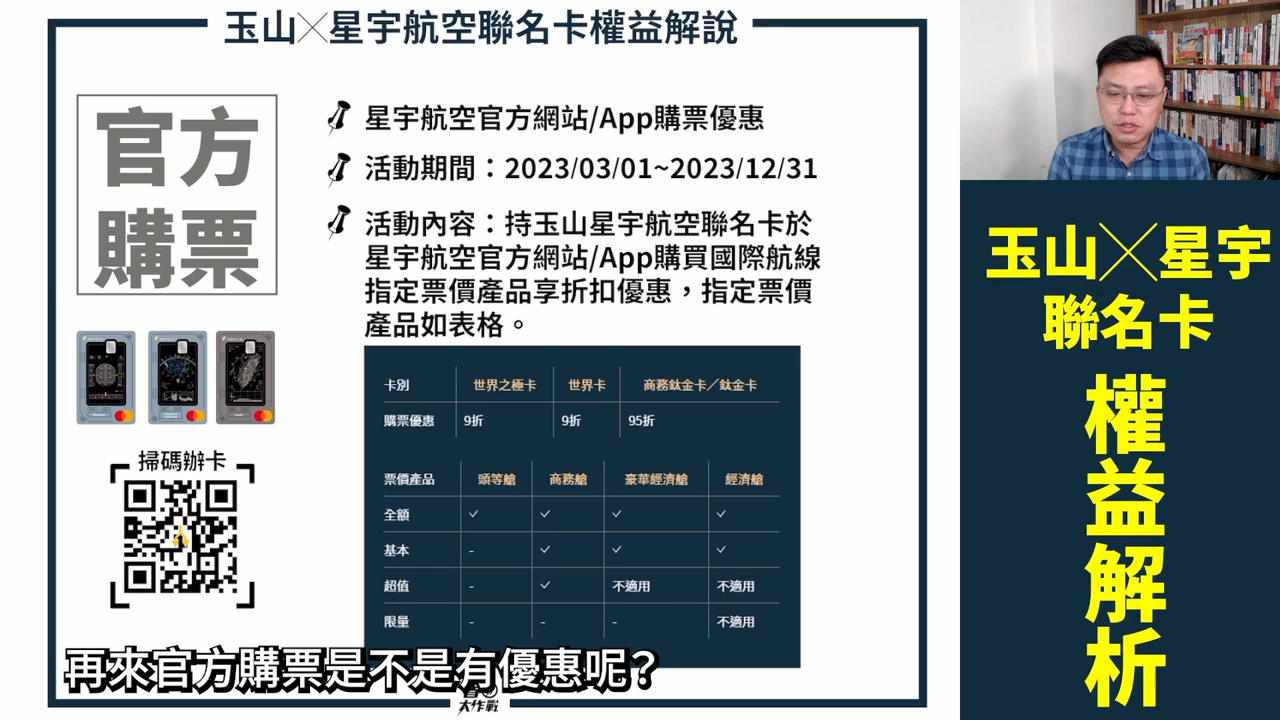 玉山╳星宇航空聯名卡權益解說
官方
購票
星宇航空官方網站/App購票優惠
活動期間：2023/03/01~2023/12/31
活動內容：持玉山星宇航空聯名卡於
星宇航空官方網站/App購買國際航線
指定票價產品享折扣優惠，指定票價
產品如表格。
掃碼辦卡
卡別 世界之極卡 世界卡 商務鈦金卡／鈦金卡
購票優惠 9折 9折 95折
票價產品 頭等艙 商務艙 豪華經濟艙 經濟艙
全額 ✓ ✓ ✓ ✓
基本 - ✓ ✓ ✓
超值 - ✓ 不適用 不適用
限量 - - - 不適用
再來官方購票是不是有優惠呢？
大作戰
玉山╳星宇
聯名卡
權益解析